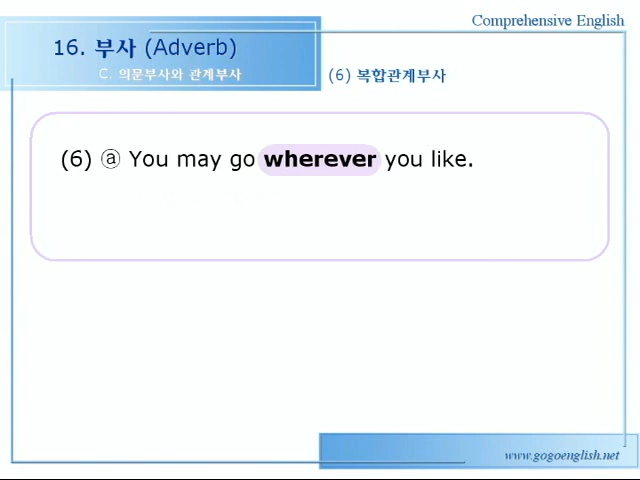 Comprehensive English
16. 부사 (Adverb)
C. 의문부사와 관계부사
(6) 복합관계부사
(6) ⓐ You may go wherever you like.
www.gogoenglish.net